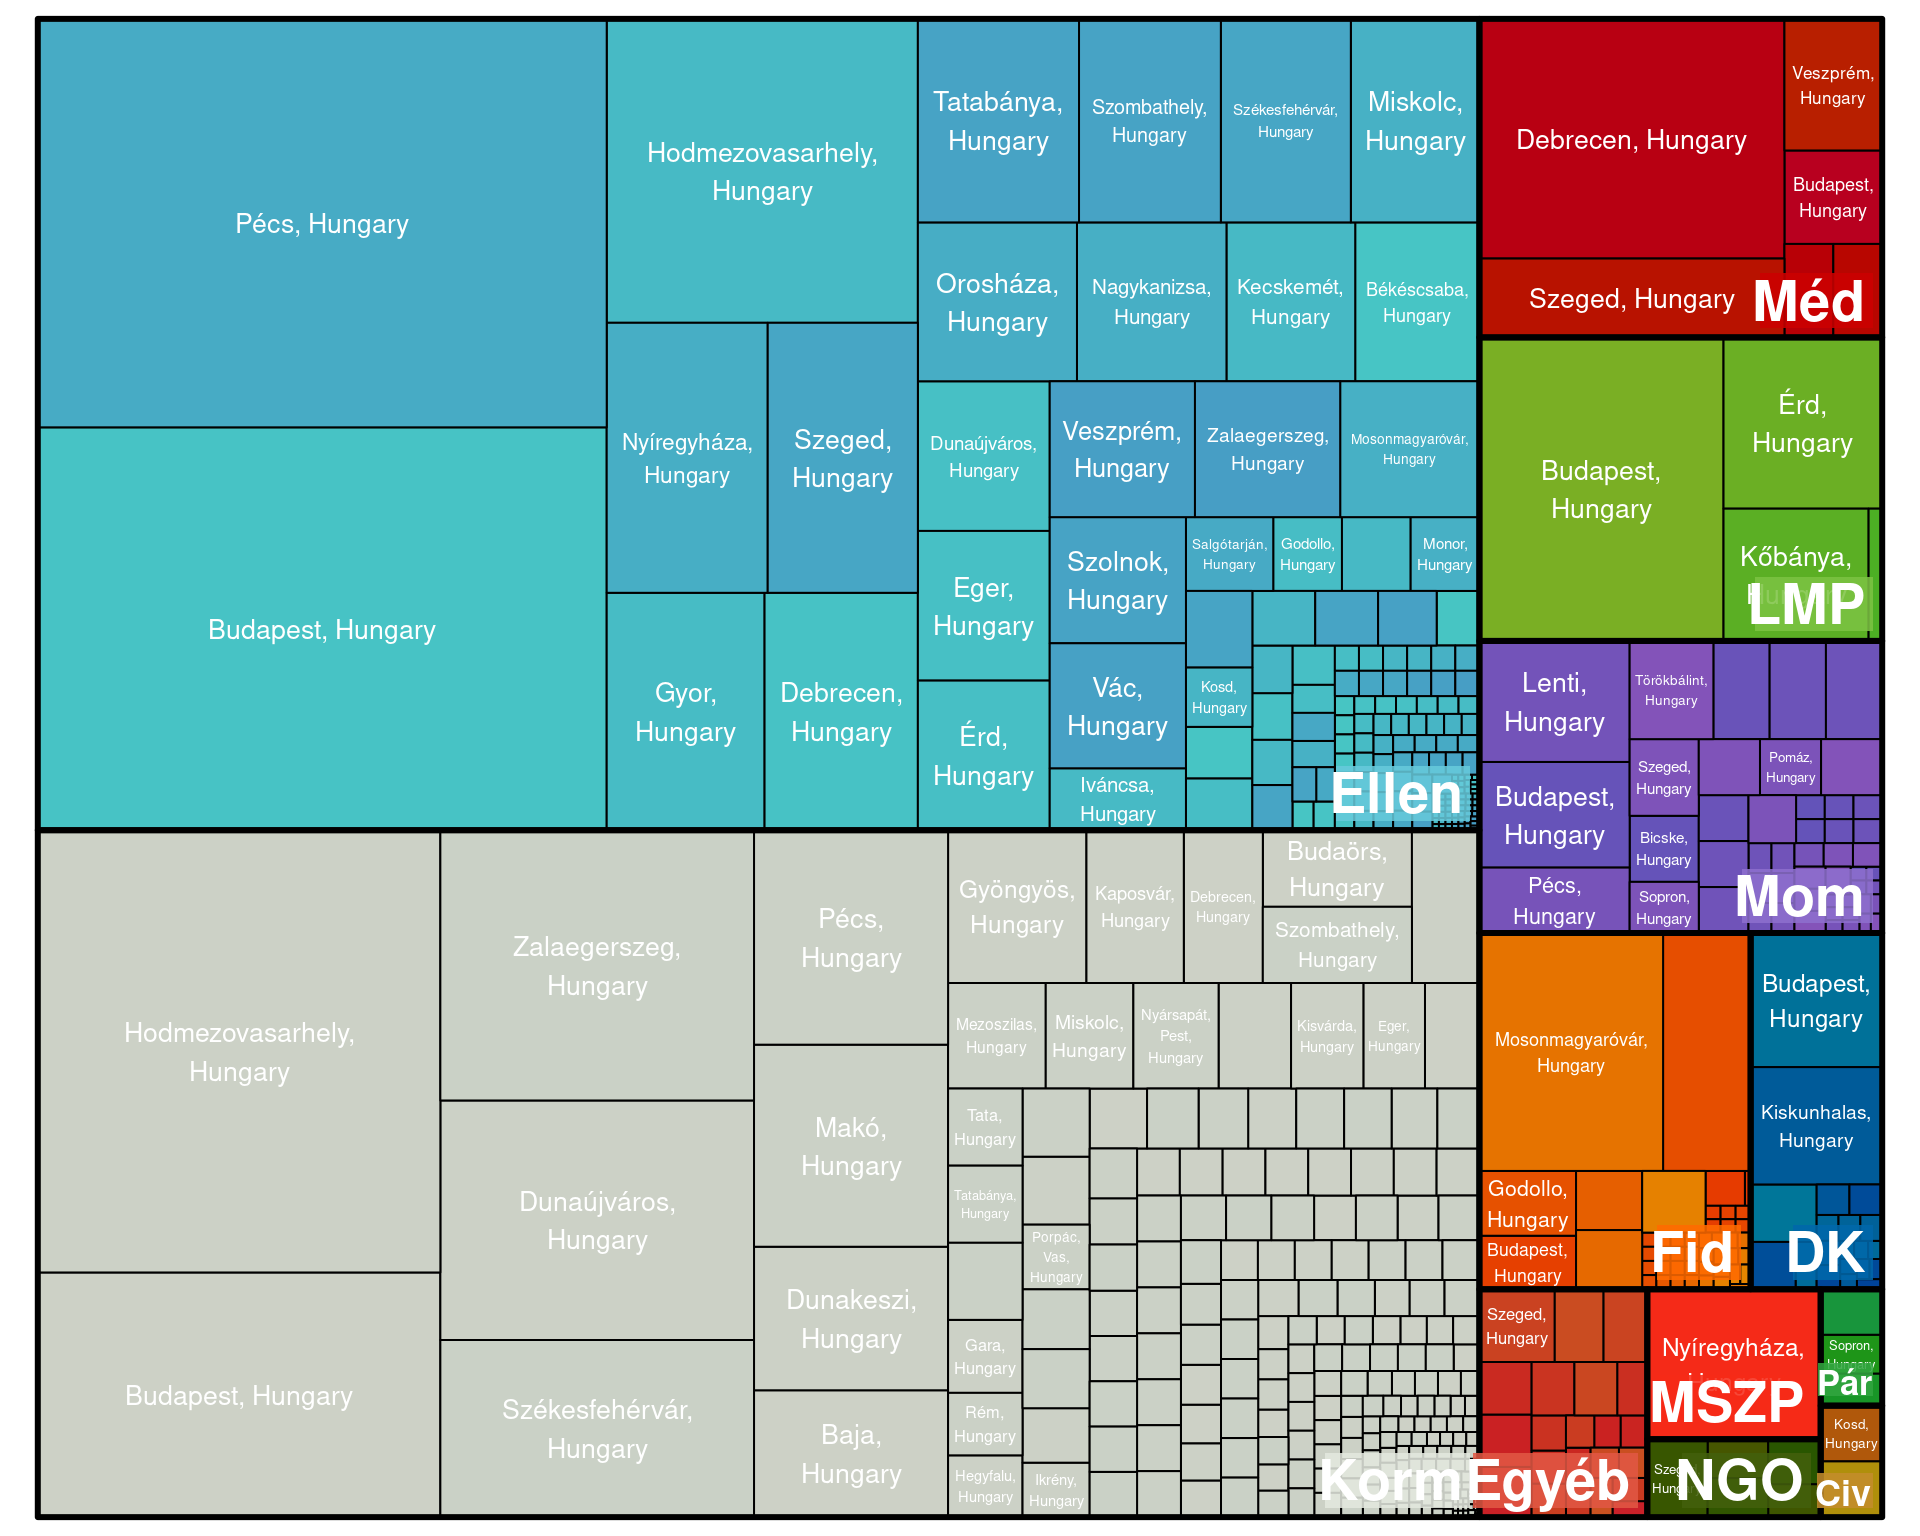 Pécs, Hungary
Budapest, Hungary
Hodmezovasarhely,
Hungary
Nyíregyháza,
Hungary
Szeged,
Hungary
Gyor,
Hungary
Debrecen,
Hungary
Tatabánya,
Hungary
Szombathely,
Hungary
Székesfehérvár,
Hungary
Miskolc,
Hungary
Orosháza,
Hungary
Nagykanizsa,
Hungary
Kecskemét,
Hungary
Békéscsaba,
Hungary
Dunaújváros,
Hungary
Veszprém,
Hungary
Zalaegerszeg,
Hungary
Mosonmagyaróvár,
Hungary
Eger,
Hungary
Szolnok,
Hungary
Salgótarján,
Hungary
Godollo,
Hungary
Monor,
Hungary
Érd,
Hungary
Vác,
Hungary
Kosd,
Hungary
Iváncsa,
Hungary
Ellen
Hodmezovasarhely,
Hungary
Budapest, Hungary
Zalaegerszeg,
Hungary
Dunaújváros,
Hungary
Székesfehérvár,
Hungary
Pécs,
Hungary
Makó,
Hungary
Dunakeszi,
Hungary
Baja,
Hungary
Gyöngyös,
Hungary
Kaposvár,
Hungary
Debrecen,
Hungary
Budaörs,
Hungary
Szombathely,
Hungary
Mezoszilas,
Hungary
Miskolc,
Hungary
Nyársapát,
Pest,
Hungary
Kisvárda,
Hungary
Eger,
Hungary
Tata,
Hungary
Tatabánya,
Hungary
Porpác,
Vas,
Hungary
Gara,
Hungary
Rém,
Hungary
Hegyfalu,
Hungary
Ikrény,
Hungary
Korm
Debrecen, Hungary
Veszprém,
Hungary
Budapest,
Hungary
Szeged, Hungary
Méd
Budapest,
Hungary
Érd,
Hungary
Kőbánya,
LMP
Lenti,
Hungary
Törökbálint,
Hungary
Budapest,
Hungary
Szeged,
Hungary
Pomáz,
Hungary
Bicske,
Hungary
Pécs,
Hungary
Sopron,
Hungary
Mom
Mosonmagyaróvár,
Hungary
Godollo,
Hungary
Budapest,
Hungary
Fid
Budapest,
Hungary
Kiskunhalas,
Hungary
DK
Szeged,
Hungary
Egyéb
Nyíregyháza,
MSZP
Sopron,
Pár
NGO
Kosd,
Hungary
Civ